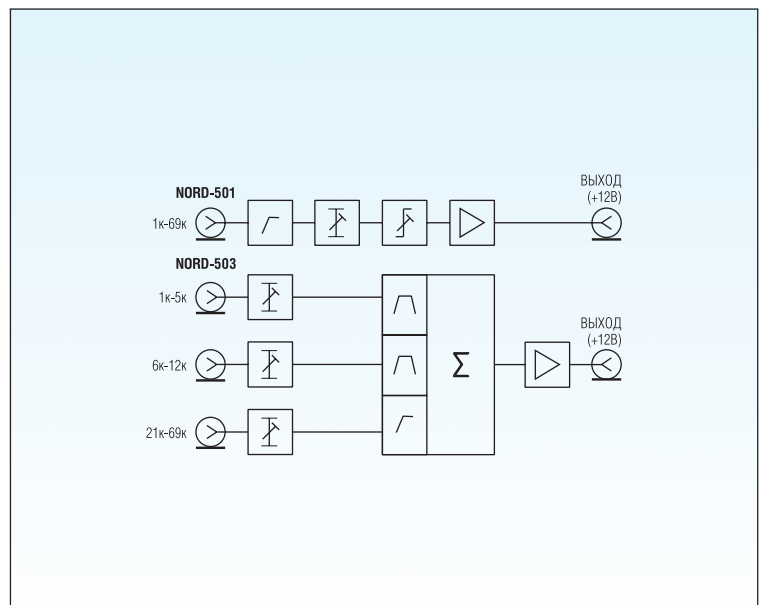 NORD-501
1к-69к
ВЫХОД
(+12В)
NORD-503
1к-5к
6к-12к
21к-69к
Σ
ВЫХОД
(+12В)